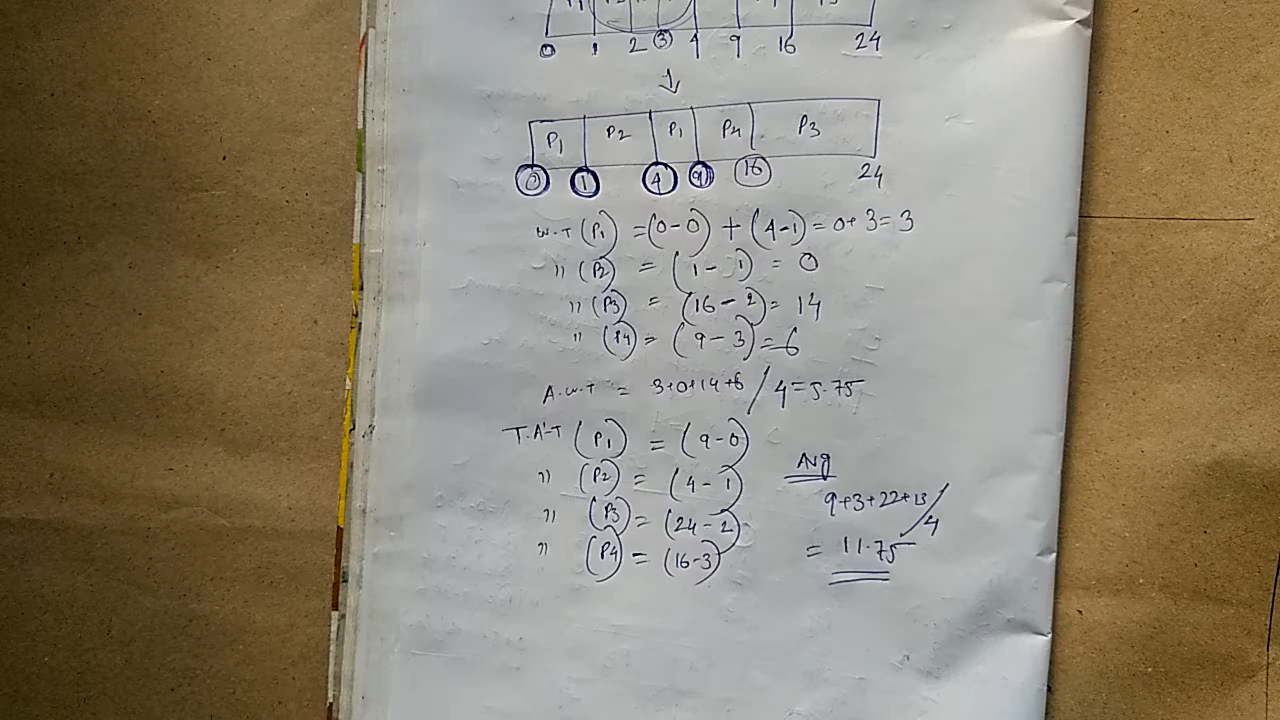 0 1 2 3 4 9 16 24
P1 P2 P1 P4 P3
0 1 4 9 16 24
W.T (P1) = (0-0) + (4-1) = 0+3 = 3
" (P2) = (1-1) = 0
" (P3) = (16-2) = 14
" (P4) = (9-3) = 6
A.W.T = 3+0+14+6 / 4 = 5.75
T.A.T (P1) = (9-0)
" (P2) = (4-1)
" (P3) = (24-2)
" (P4) = (16-3)
Avg
9+3+22+13/4
= 11.75